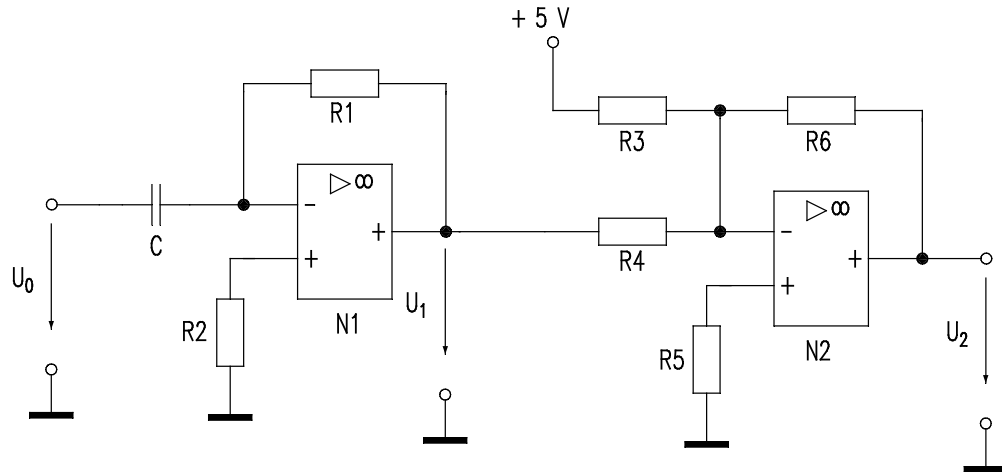 + 5 V
R1
R3
R6
▷∞
▷∞
-
+
C
R4
-
+
+
U0
R2
N1
U1
+
R5
N2
U2